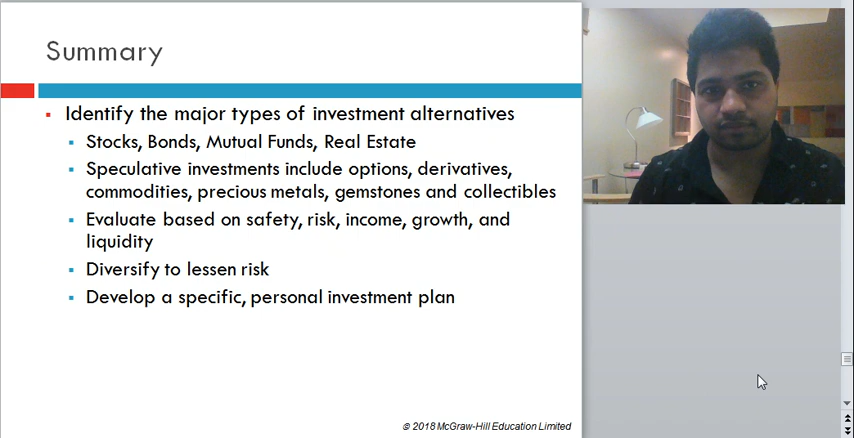 Summary
Identify the major types of investment alternatives
Stocks, Bonds, Mutual Funds, Real Estate
Speculative investments include options, derivatives,
commodities, precious metals, gemstones and collectibles
Evaluate based on safety, risk, income, growth, and
liquidity
Diversify to lessen risk
Develop a specific, personal investment plan
© 2018 McGraw-Hill Education Limited